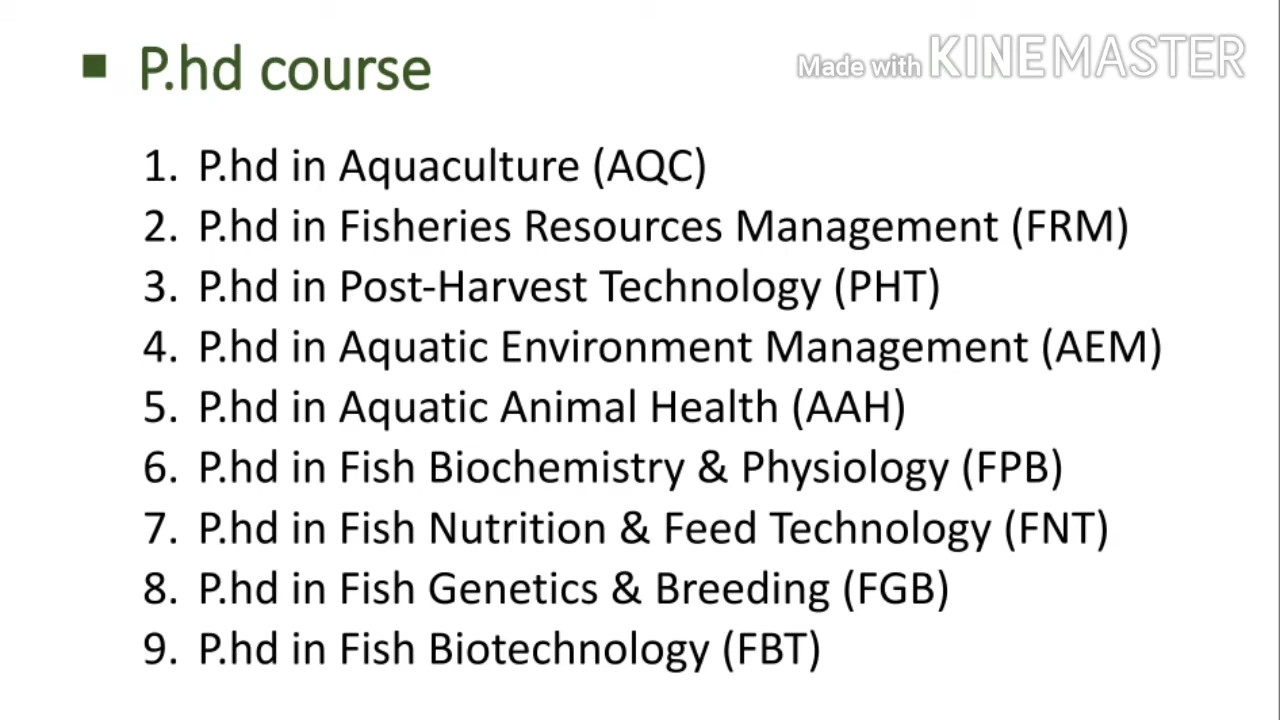 ▪ P.hd course
Made with KINEMASTER
1. P.hd in Aquaculture (AQC)
2. P.hd in Fisheries Resources Management (FRM)
3. P.hd in Post-Harvest Technology (PHT)
4. P.hd in Aquatic Environment Management (AEM)
5. P.hd in Aquatic Animal Health (AAH)
6. P.hd in Fish Biochemistry & Physiology (FPB)
7. P.hd in Fish Nutrition & Feed Technology (FNT)
8. P.hd in Fish Genetics & Breeding (FGB)
9. P.hd in Fish Biotechnology (FBT)